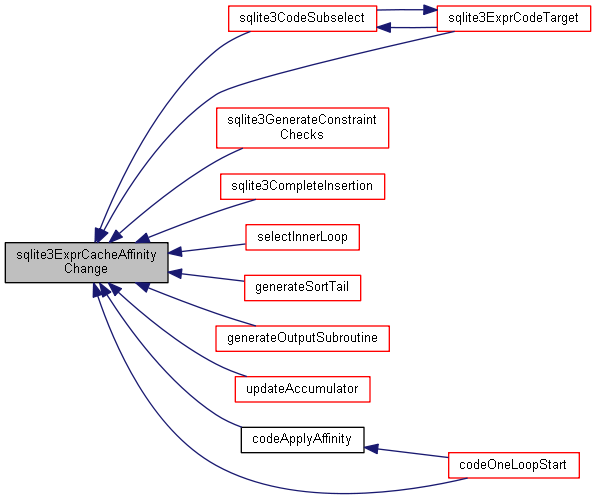 sqlite3CodeSubselect
sqlite3ExprCodeTarget
sqlite3GenerateConstraint
Checks
sqlite3CompleteInsertion
selectInnerLoop
sqlite3ExprCacheAffinity
Change
generateSortTail
generateOutputSubroutine
updateAccumulator
codeApplyAffinity
codeOneLoopStart